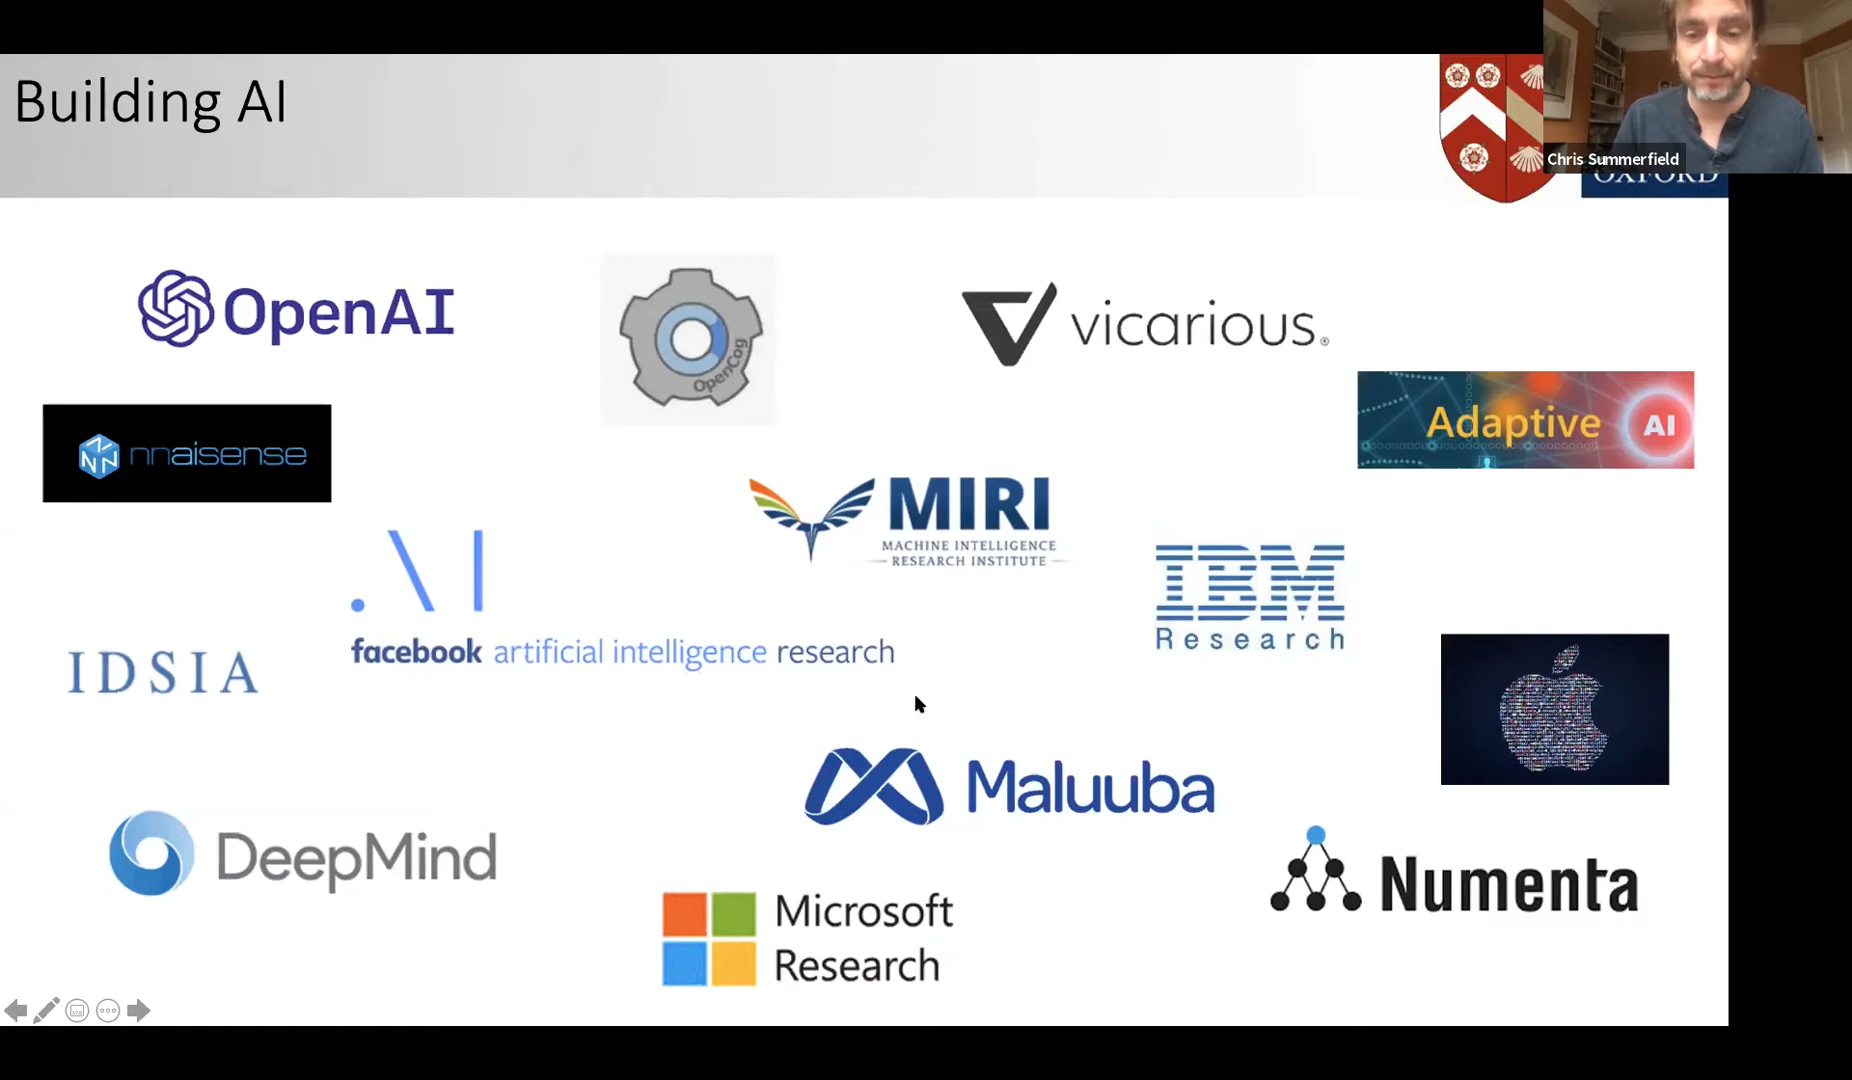 Building AI
Chris Summerfield
OXFORD
OpenAI
OpenCog
vicarious®
Adaptive AI
nnaisense
MIRI
MACHINE INTELLIGENCE
RESEARCH INSTITUTE
AI
facebook artificial intelligence research
IBM
Research
IDSIA
Maluuba
DeepMind
Numenta
Microsoft
Research